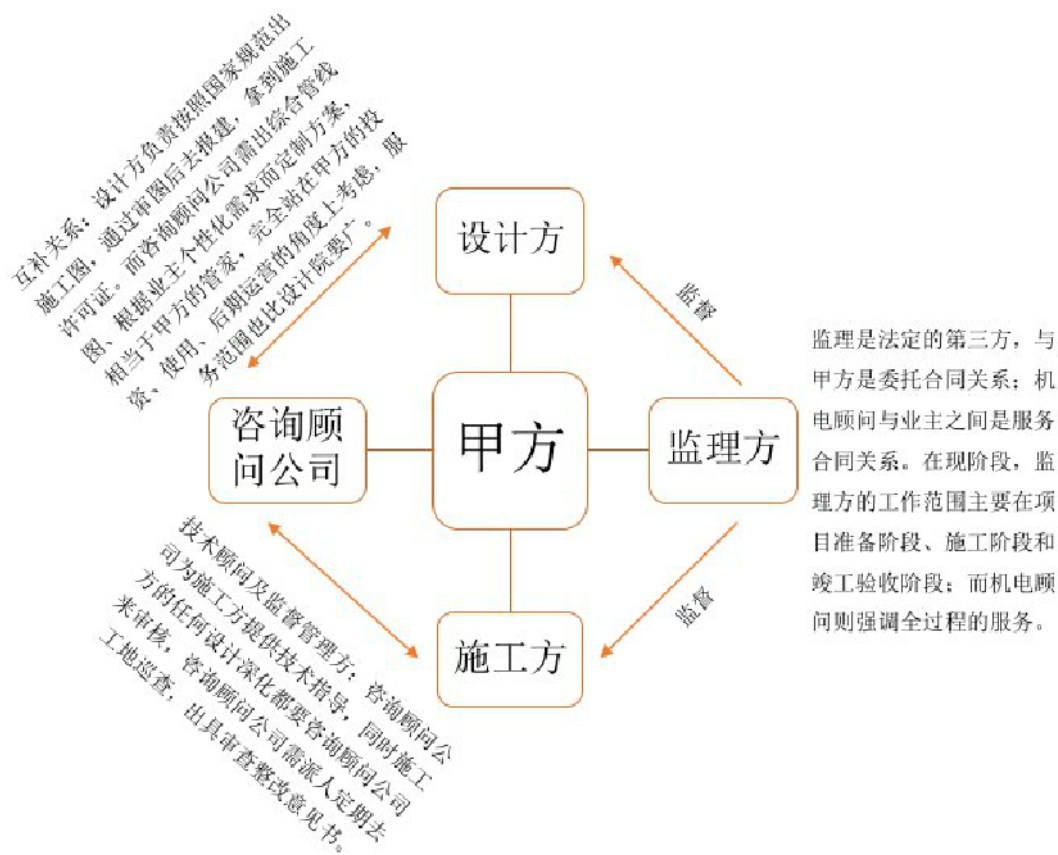 互补关系：设计方负责按照国家规范出
施工图，通过审图后去报建，拿到施工
许可证。而咨询顾问公司需出综合管线
图、根据业主个性化需求而定制方案，
相当于甲方的管家，完全站在甲方的投
资、使用、后期运营的角度上考虑，服
务范围也比设计院要广。
设计方
监督
咨询顾
问公司
甲方
监理方
监理是法定的第三方，与
甲方是委托合同关系；机
电顾问与业主之间是服务
合同关系。在现阶段，监
理方的工作范围主要在项
目准备阶段、施工阶段和
竣工验收阶段；而机电顾
问则强调全过程的服务。
技术顾问及监督管理方：咨询顾问公
司为施工方提供技术指导，同时施工
方的任何设计深化都要咨询顾问公司
来审核，咨询顾问公司需派人定期去
工地巡查，出具审查整改意见书。
监督
施工方